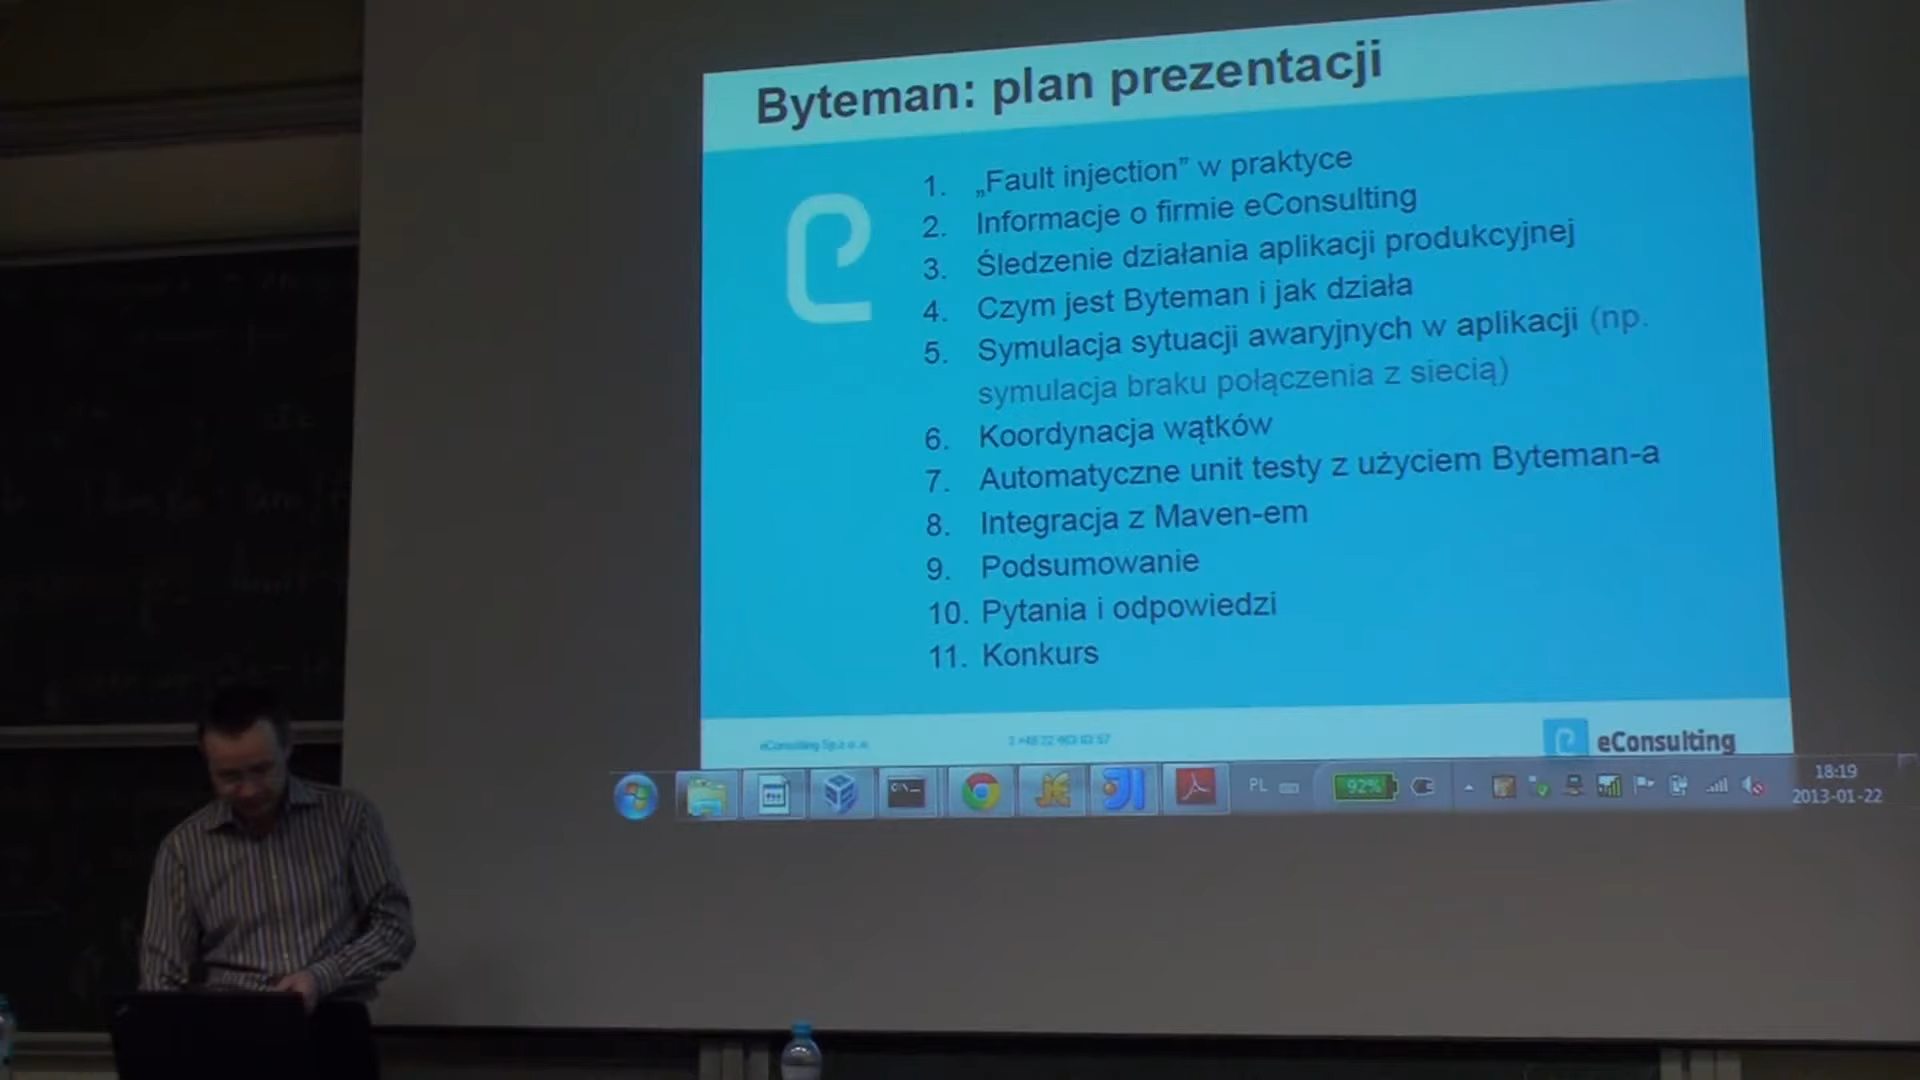 Byteman: plan prezentacji
1. „Fault injection” w praktyce
2. Informacje o firmie eConsulting
3. Śledzenie działania aplikacji produkcyjnej
4. Czym jest Byteman i jak działa
5. Symulacja sytuacji awaryjnych w aplikacji (np.
symulacja braku połączenia z siecią)
6. Koordynacja wątków
7. Automatyczne unit testy z użyciem Byteman-a
8. Integracja z Maven-em
9. Podsumowanie
10. Pytania i odpowiedzi
11. Konkurs
eConsulting Sp.z o.o.
eConsulting
PL
92%
18:19
2013-01-22